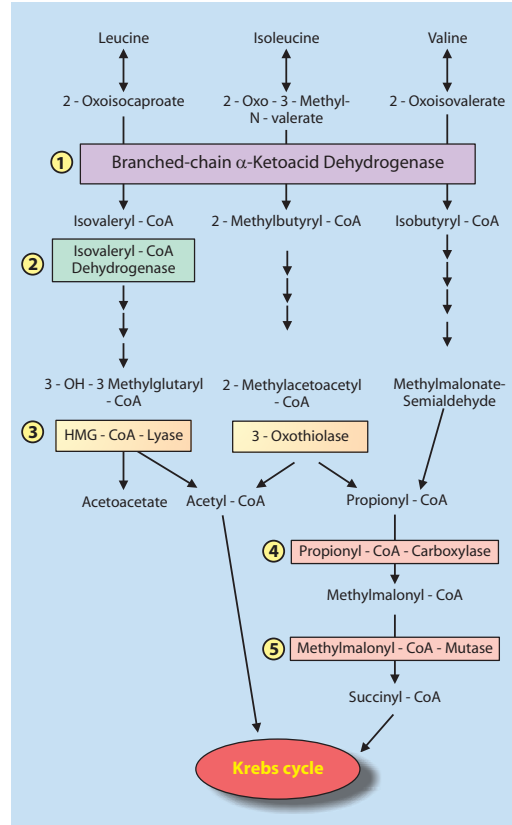 Leucine
Isoleucine
Valine
2 - Oxoisocaproate
2 - Oxo - 3 - Methyl-
N - valerate
2 - Oxoisovalerate
1
Branched-chain α-Ketoacid Dehydrogenase
Isovaleryl - CoA
2 - Methylbutyryl - CoA
Isobutyryl - CoA
2
Isovaleryl - CoA
Dehydrogenase
3 - OH - 3 Methylglutaryl
- CoA
2 - Methylacetoacetyl
- CoA
Methylmalonate-
Semialdehyde
3
HMG - CoA - Lyase
3 - Oxothiolase
Acetoacetate
Acetyl - CoA
Propionyl - CoA
4
Propionyl - CoA - Carboxylase
Methylmalonyl - CoA
5
Methylmalonyl - CoA - Mutase
Succinyl - CoA
Krebs cycle